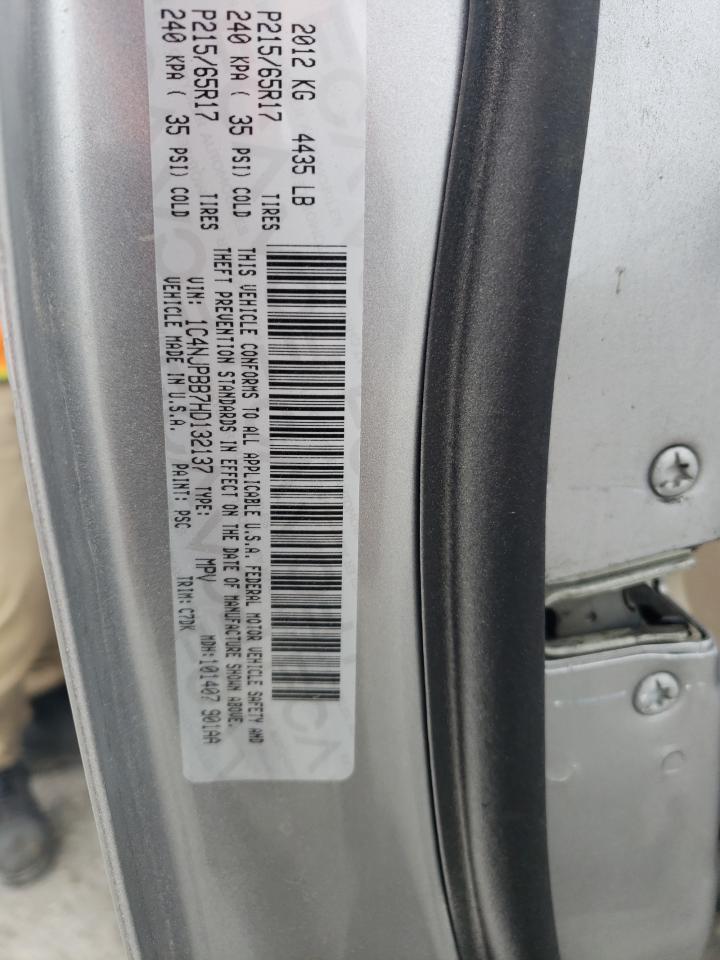 2012 KG 4435 LB
P215/65R17 TIRES
240 KPA ( 35 PSI) COLD
P215/65R17 TIRES
240 KPA ( 35 PSI) COLD
THIS VEHICLE CONFORMS TO ALL APPLICABLE U.S.A. FEDERAL MOTOR VEHICLE SAFETY AND
THEFT PREVENTION STANDARDS IN EFFECT ON THE DATE OF MANUFACTURE SHOWN ABOVE.
VIN: 1C4NJPBB7HD132137 TYPE: MPV MDH:101407 901AA
VEHICLE MADE IN U.S.A. PAINT: PSC TRIM: C7DK